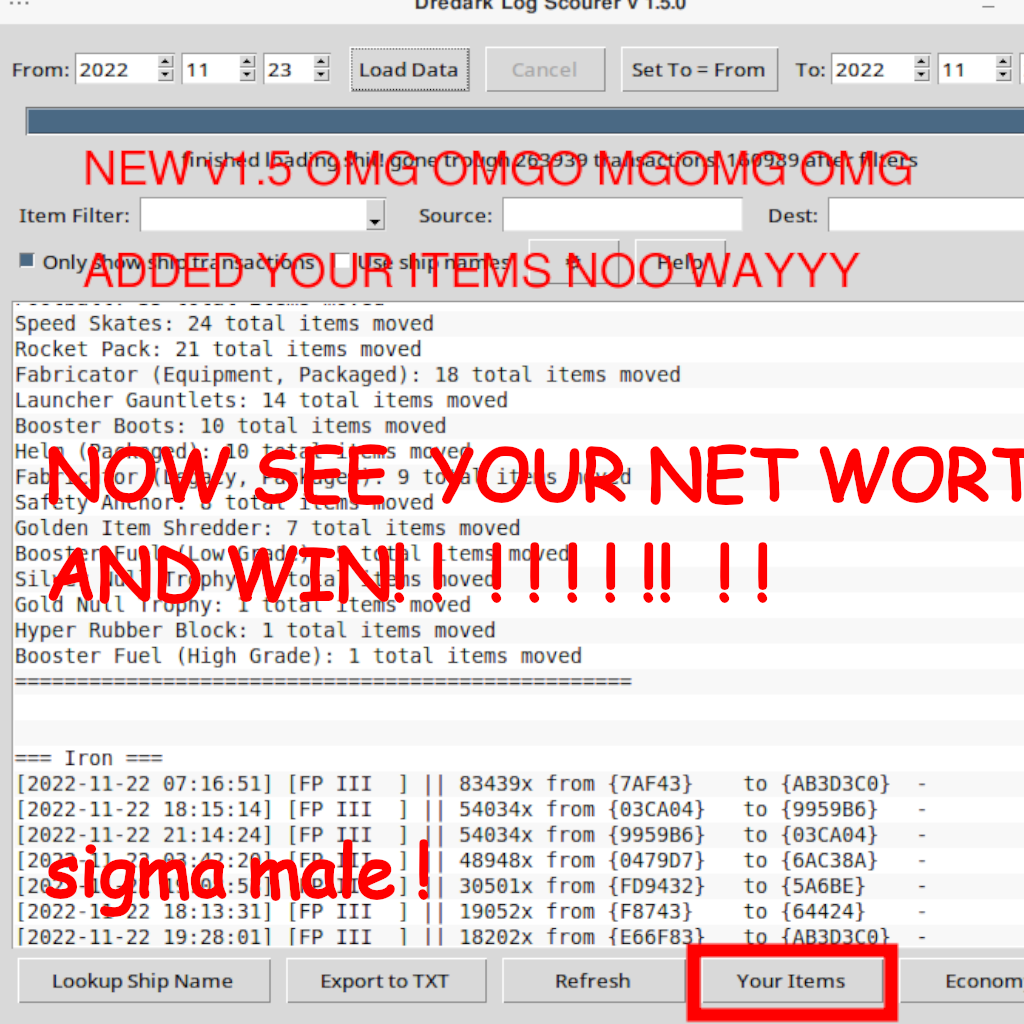 Dredark Log Scourer v 1.5.0
From: 2022 11 23 Load Data Cancel Set To = From To: 2022 11
finished loading shit! gone trough 263939 transactions, 160989 after filters
NEW v1.5 OMG OMGO MGOMG OMG
Item Filter: Source: Dest:
Only show ship transactions Use ship names Help
ADDED YOUR ITEMS NOO WAYYY
total items moved
Speed Skates: 24 total items moved
Rocket Pack: 21 total items moved
Fabricator (Equipment, Packaged): 18 total items moved
Launcher Gauntlets: 14 total items moved
Booster Boots: 10 total items moved
Helm (Packaged): 10 total items moved
NOW SEE YOUR NET WORT
Fabricator (Legacy, Packaged): 9 total items moved
Safety Anchor: 8 total items moved
Golden Item Shredder: 7 total items moved
Booster Fuel (Low Grade): total items moved
AND WIN!! !!!!!!! !!
Silver Null Trophy: total items moved
Gold Null Trophy: 1 total items moved
Hyper Rubber Block: 1 total items moved
Booster Fuel (High Grade): 1 total items moved
==================================================
=== Iron ===
[2022-11-22 07:16:51] [FP III ] || 83439x from {7AF43} to {AB3D3C0} -
[2022-11-22 18:15:14] [FP III ] || 54034x from {03CA04} to {9959B6} -
[2022-11-22 21:14:24] [FP III ] || 54034x from {9959B6} to {03CA04} -
[2022-11-22 03:42:20] [FP III ] || 48948x from {0479D7} to {6AC38A} -
sigma male !
|| 30501x from {FD9432} to {5A6BE} -
[2022-11-22 18:13:31] [FP III ] || 19052x from {F8743} to {64424} -
[2022-11-22 19:28:01] [FP III ] || 18202x from {E66F83} to {AB3D3C0} -
Lookup Ship Name Export to TXT Refresh Your Items Econom